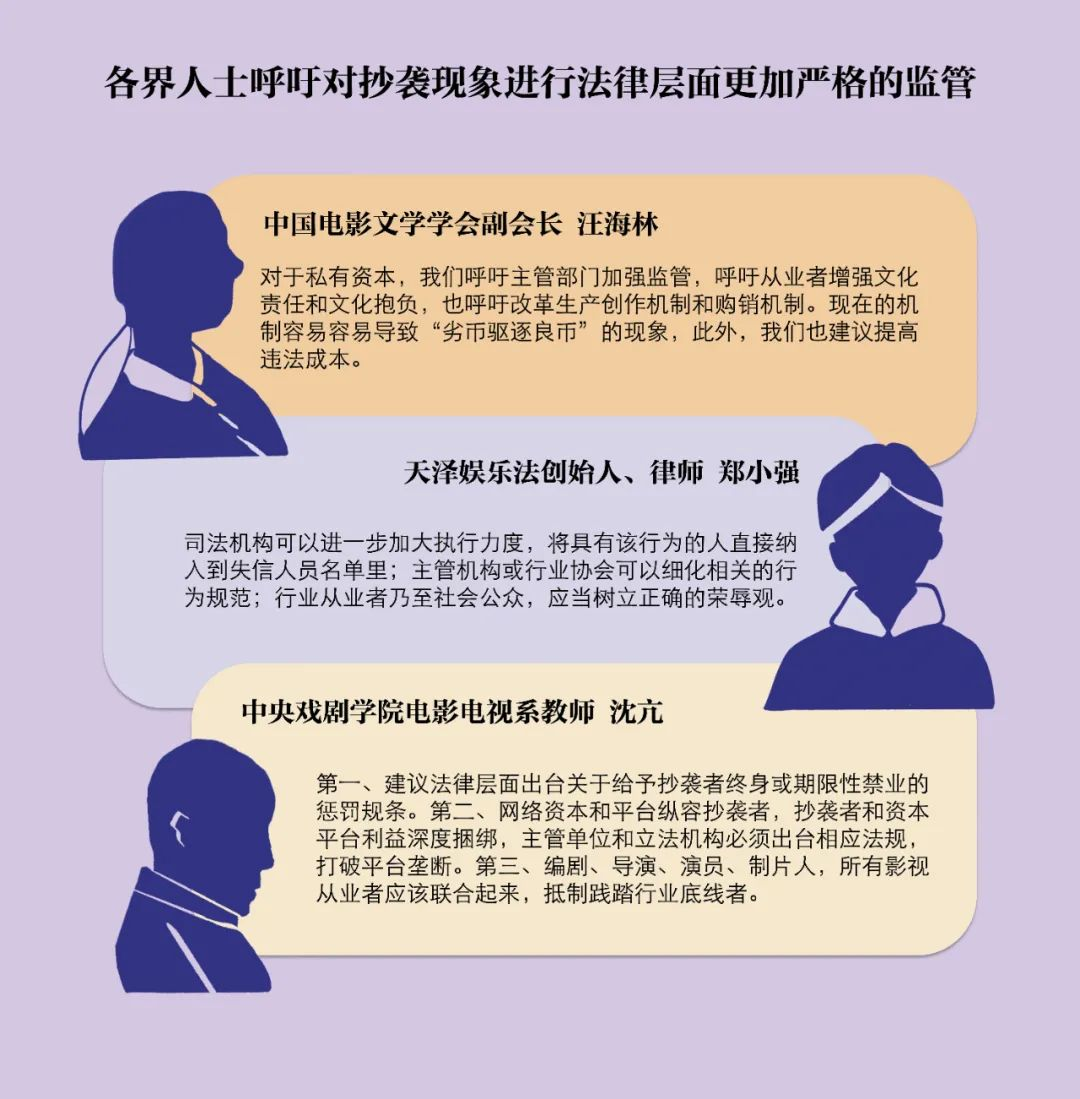 各界人士呼吁对抄袭现象进行法律层面更加严格的监管
中国电影文学学会副会长 汪海林
对于私有资本，我们呼吁主管部门加强监管，呼吁从业者增强文化
责任和文化抱负，也呼吁改革生产创作机制和购销机制。现在的机
制容易容易导致“劣币驱逐良币”的现象，此外，我们也建议提高
违法成本。
天泽娱乐法创始人、律师 郑小强
司法机构可以进一步加大执行力度，将具有该行为的人直接纳
入到失信人员名单里；主管机构或行业协会可以细化相关的行
为规范；行业从业者乃至社会公众，应当树立正确的荣辱观。
中央戏剧学院电影电视系教师 沈亢
第一、建议法律层面出台关于给予抄袭者终身或期限性禁业的
惩罚规条。第二、网络资本和平台纵容抄袭者，抄袭者和资本
平台利益深度捆绑，主管单位和立法机构必须出台相应法规，
打破平台垄断。第三、编剧、导演、演员、制片人，所有影视
从业者应该联合起来，抵制践踏行业底线者。